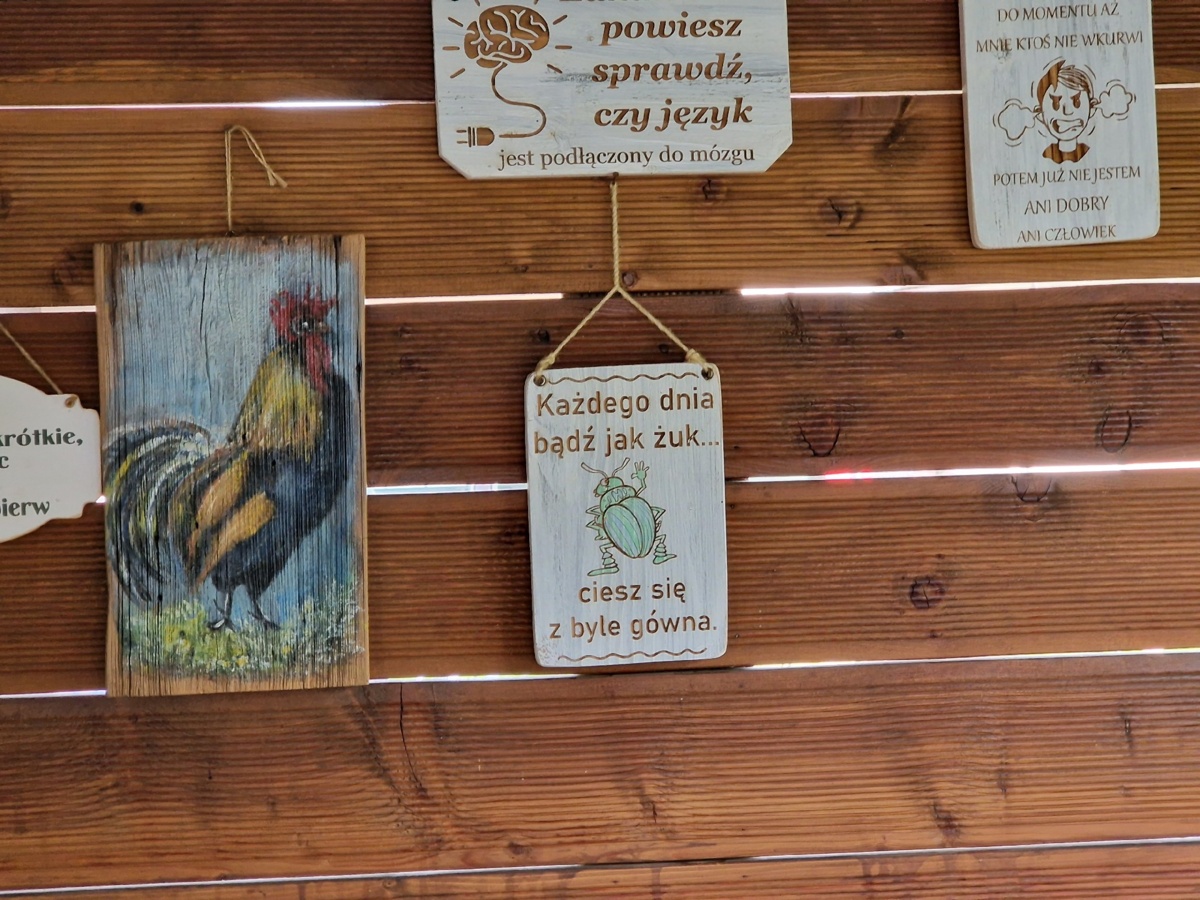 powiesz
sprawdź,
czy język
jest podłączony do mózgu
DO MOMENTU AŻ
MNIE KTOŚ NIE WKURWI
POTEM JUŻ NIE JESTEM
ANI DOBRY
ANI CZŁOWIEK
krótkie,
Każdego dnia
bądź jak żuk...
ciesz się
z byle gówna.